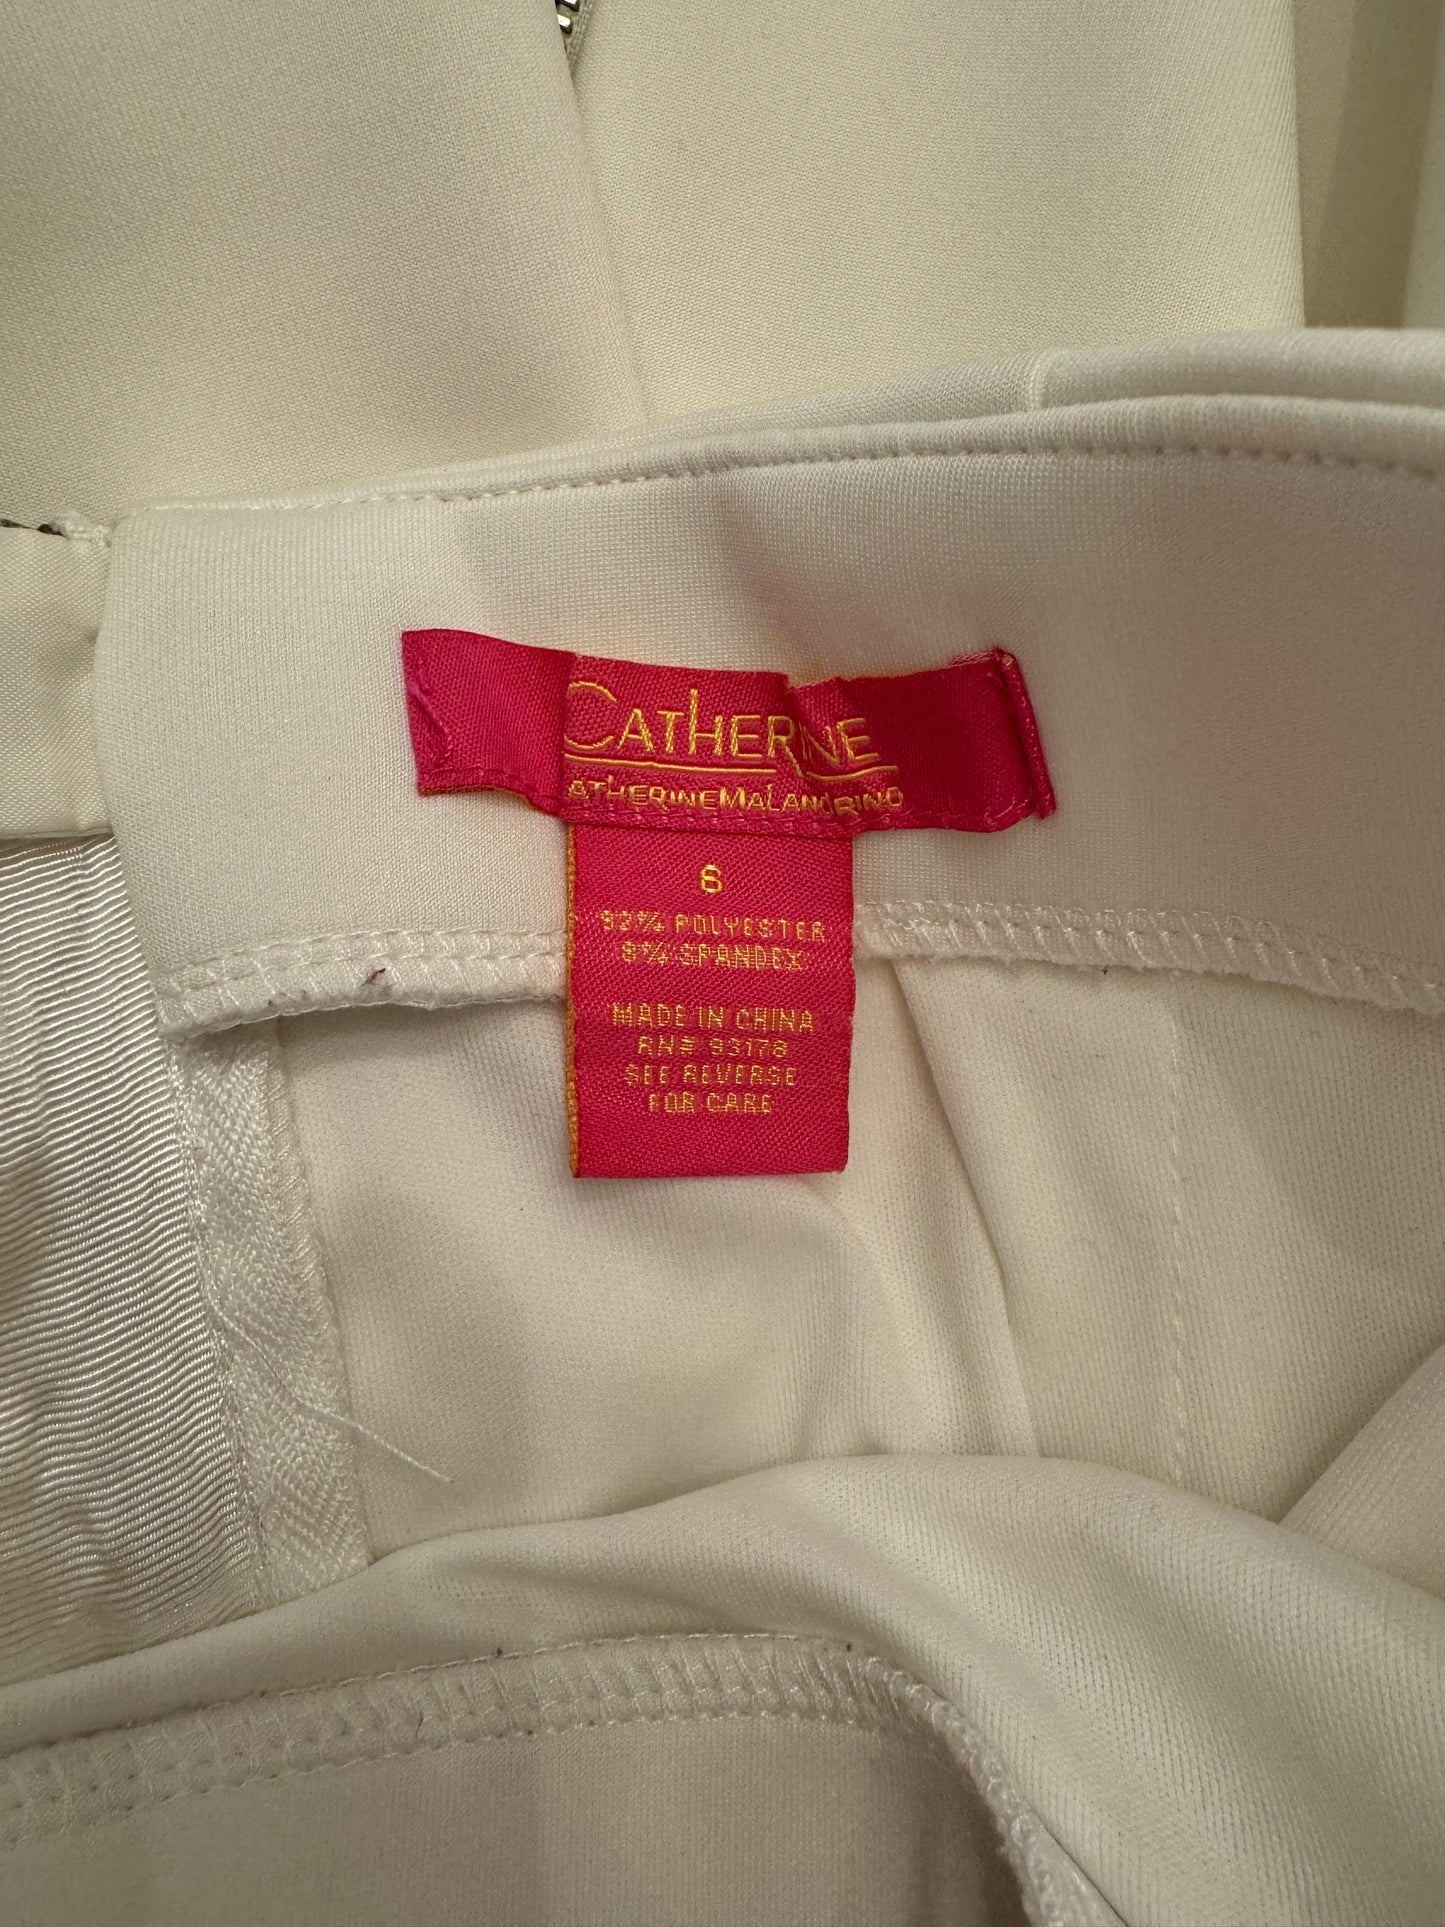 CATHERINE
CATHERINE MALANDRINO
6
92% POLYESTER
8% SPANDEX
MADE IN CHINA
RN# 93178
SEE REVERSE
FOR CARE